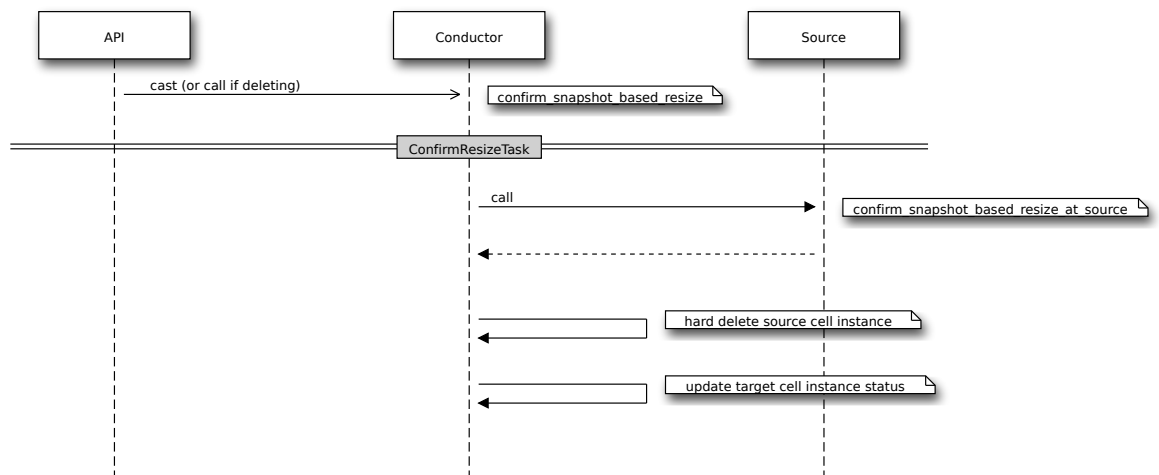 API
Conductor
Source
cast (or call if deleting)
confirm_snapshot_based_resize
ConfirmResizeTask
call
confirm_snapshot_based_resize_at_source
hard delete source cell instance
update target cell instance status